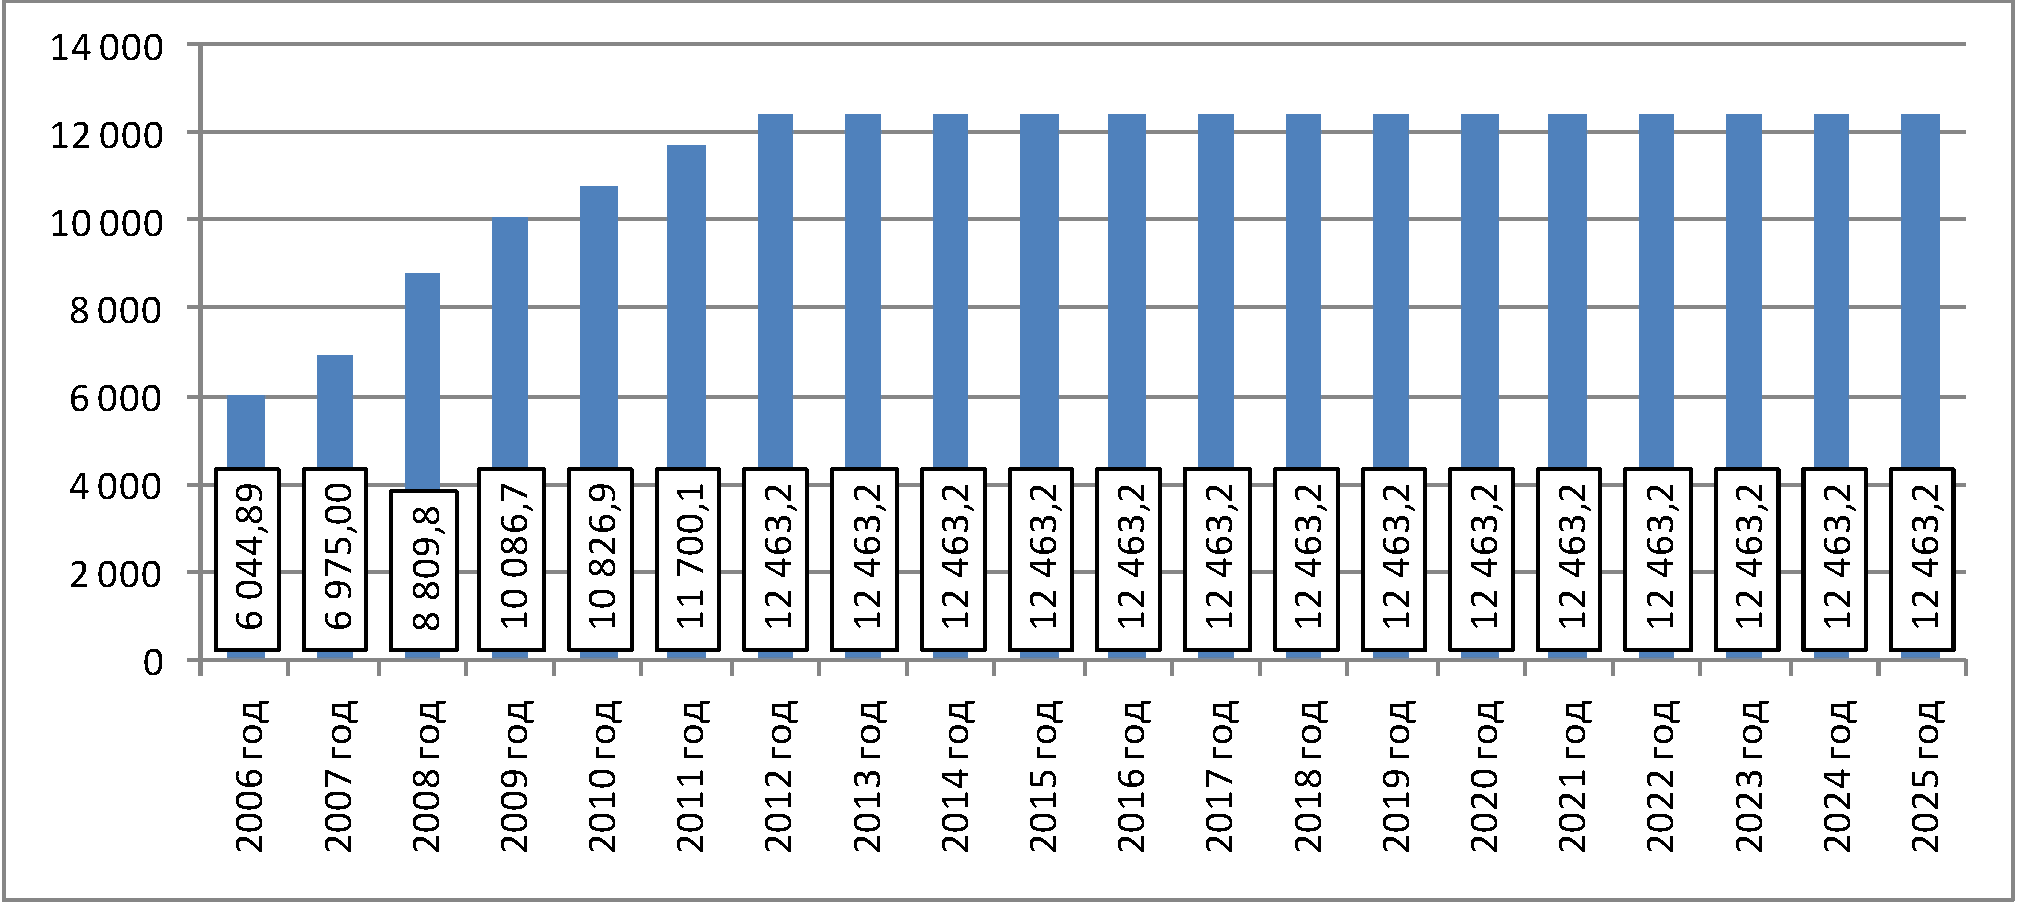 14 000
12 000
10 000
8 000
6 000
4 000
2 000
0
6 044,89
6 975,00
8 809,8
10 086,7
10 826,9
11 700,1
12 463,2
12 463,2
12 463,2
12 463,2
12 463,2
12 463,2
12 463,2
12 463,2
12 463,2
12 463,2
12 463,2
12 463,2
12 463,2
12 463,2
2006 год
2007 год
2008 год
2009 год
2010 год
2011 год
2012 год
2013 год
2014 год
2015 год
2016 год
2017 год
2018 год
2019 год
2020 год
2021 год
2022 год
2023 год
2024 год
2025 год